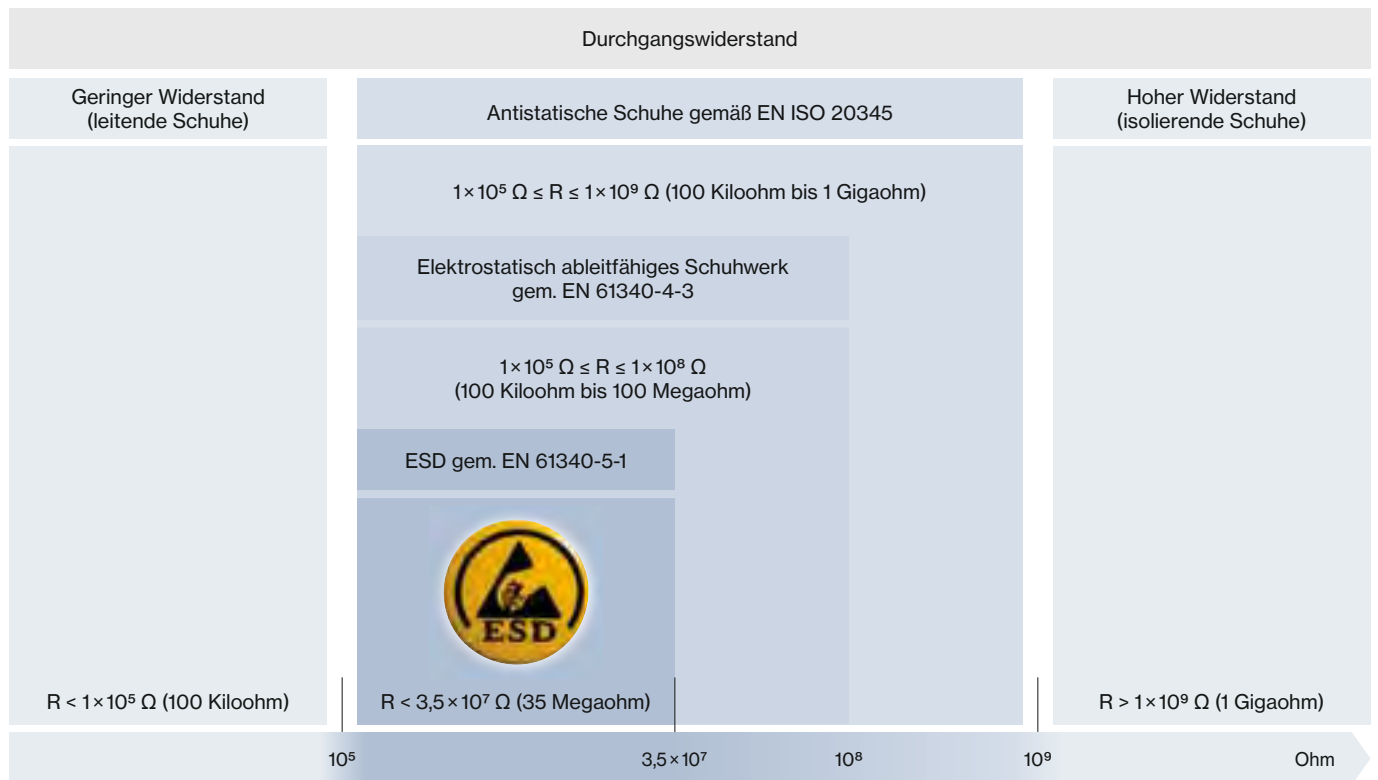 Durchgangswiderstand
Geringer Widerstand
(leitende Schuhe)
Antistatische Schuhe gemäß EN ISO 20345
Hoher Widerstand
(isolierende Schuhe)
1×10⁵ Ω ≤ R ≤ 1×10⁹ Ω (100 Kiloohm bis 1 Gigaohm)
Elektrostatisch ableitfähiges Schuhwerk
gem. EN 61340-4-3
1×10⁵ Ω ≤ R ≤ 1×10⁸ Ω
(100 Kiloohm bis 100 Megaohm)
ESD gem. EN 61340-5-1
ESD
R < 1×10⁵ Ω (100 Kiloohm)
R < 3,5×10⁷ Ω (35 Megaohm)
R > 1×10⁹ Ω (1 Gigaohm)
10⁵
3,5×10⁷
10⁸
10⁹
Ohm